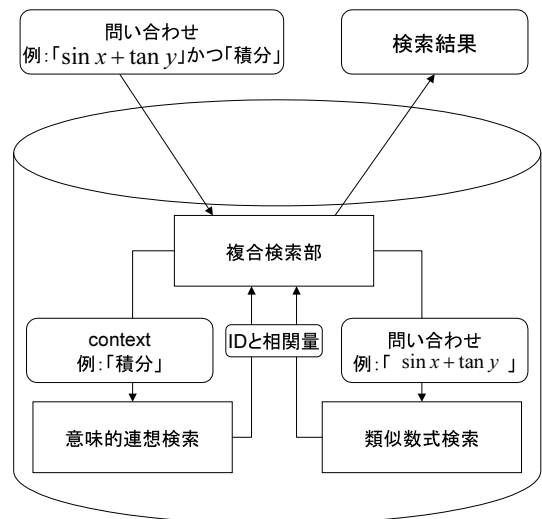 問い合わせ
例:「sin x + tan y」かつ「積分」
検索結果
複合検索部
context
例:「積分」
IDと相関量
問い合わせ
例:「 sin x + tan y 」
意味的連想検索
類似数式検索